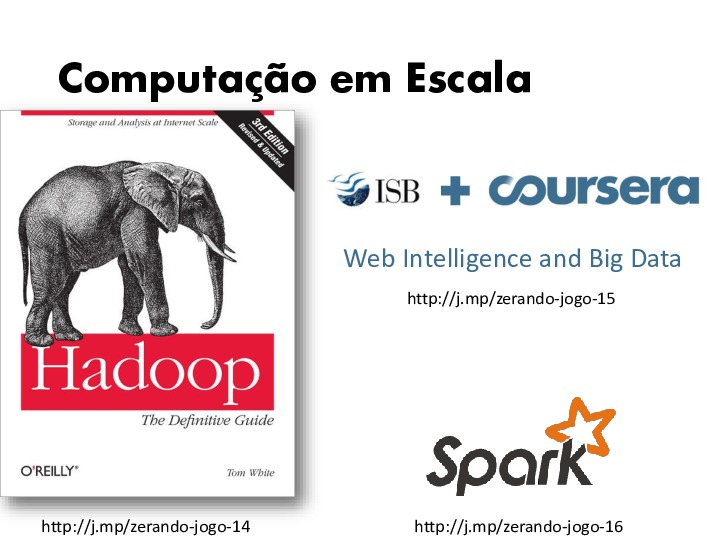 Computação em Escala
Storage and Analysis at Internet Scale
3rd Edition
Revised & Updated
Hadoop
The Definitive Guide
O'REILLY®
Tom White
http://j.mp/zerando-jogo-14
ISB + coursera
Web Intelligence and Big Data
http://j.mp/zerando-jogo-15
Spark
http://j.mp/zerando-jogo-16